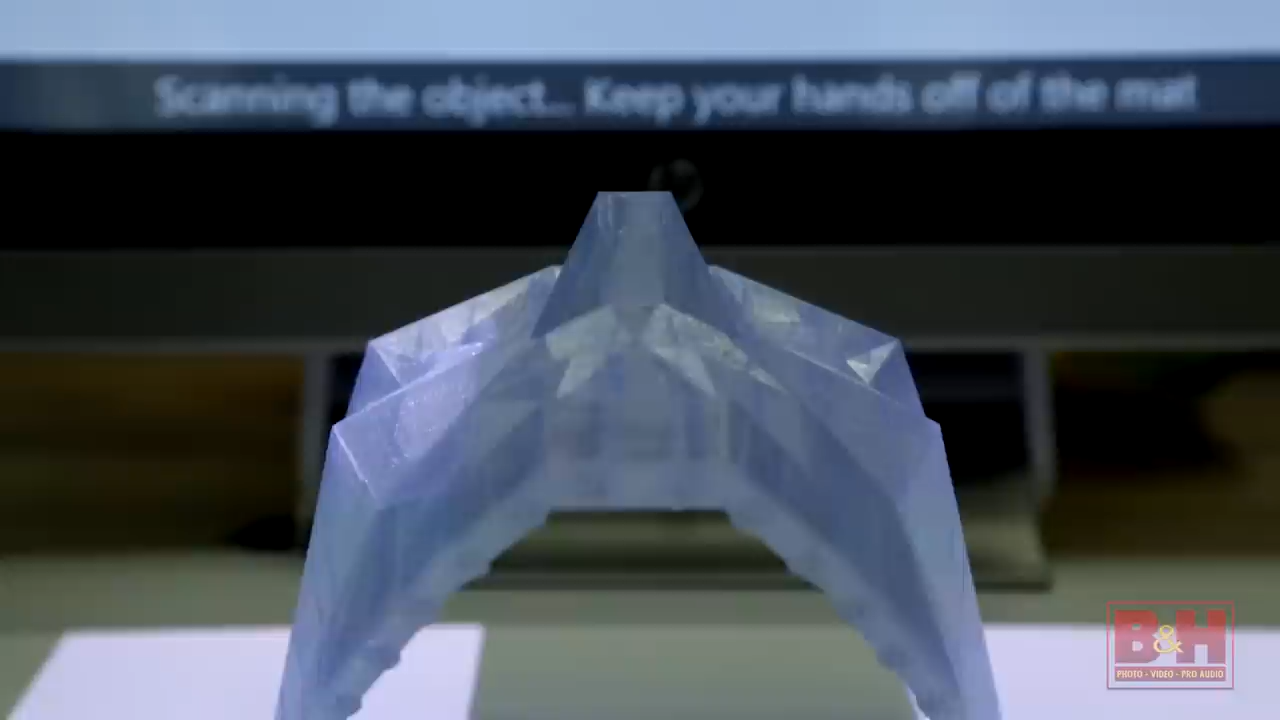 Scanning the object... Keep your hands off of the mat
B&H
PHOTO - VIDEO - PRO AUDIO